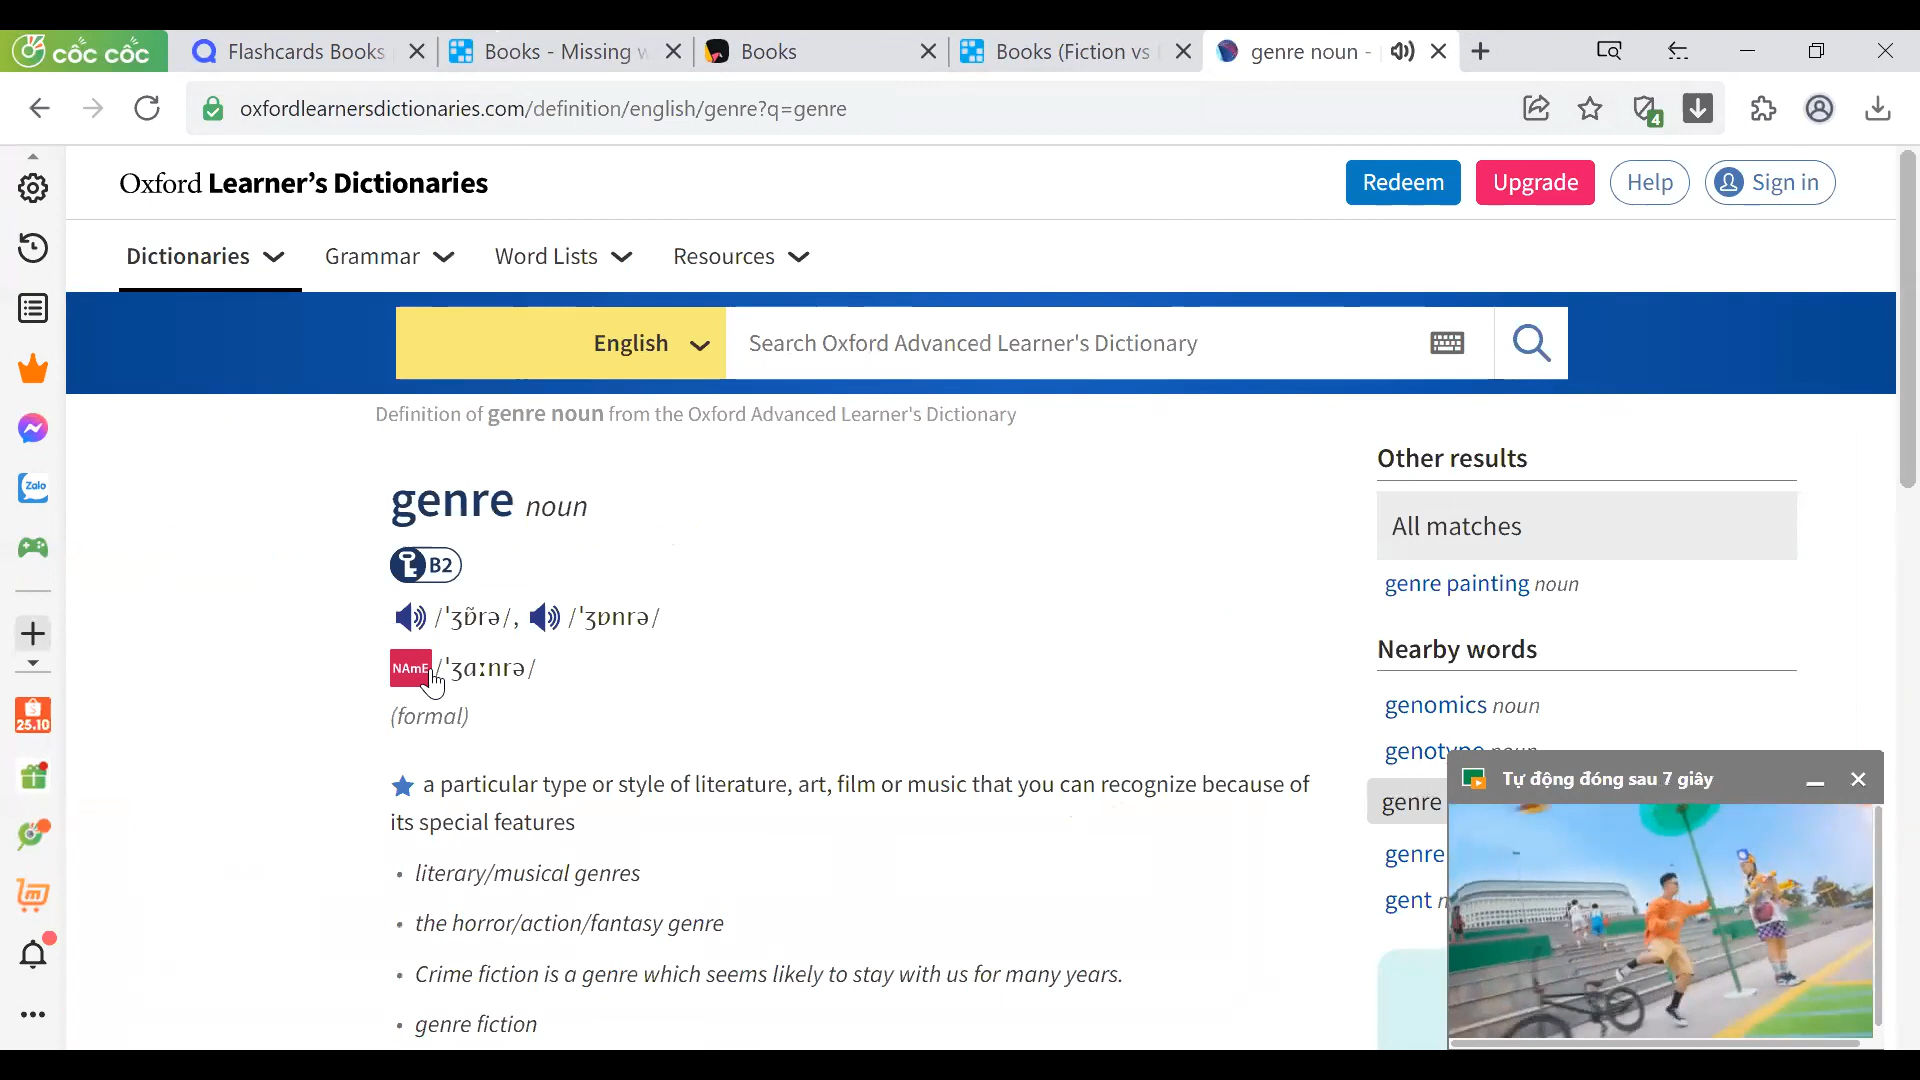 cốc cốc
Flashcards Books
Books - Missing w
Books
Books (Fiction vs
genre noun -
oxfordlearnersdictionaries.com/definition/english/genre?q=genre
4
Oxford Learner's Dictionaries
Redeem
Upgrade
Help
Sign in
Dictionaries
Grammar
Word Lists
Resources
English
Search Oxford Advanced Learner's Dictionary
Definition of genre noun from the Oxford Advanced Learner's Dictionary
genre noun
B2
/ˈʒɒ̃rə/, /ˈʒɒnrə/
NAmE /ˈʒɑːnrə/
(formal)
a particular type or style of literature, art, film or music that you can recognize because of
its special features
• literary/musical genres
• the horror/action/fantasy genre
• Crime fiction is a genre which seems likely to stay with us for many years.
• genre fiction
Other results
All matches
genre painting noun
Nearby words
genomics noun
genotype noun
genre
genre
gent n
Tự động đóng sau 7 giây
Zalo
25.10